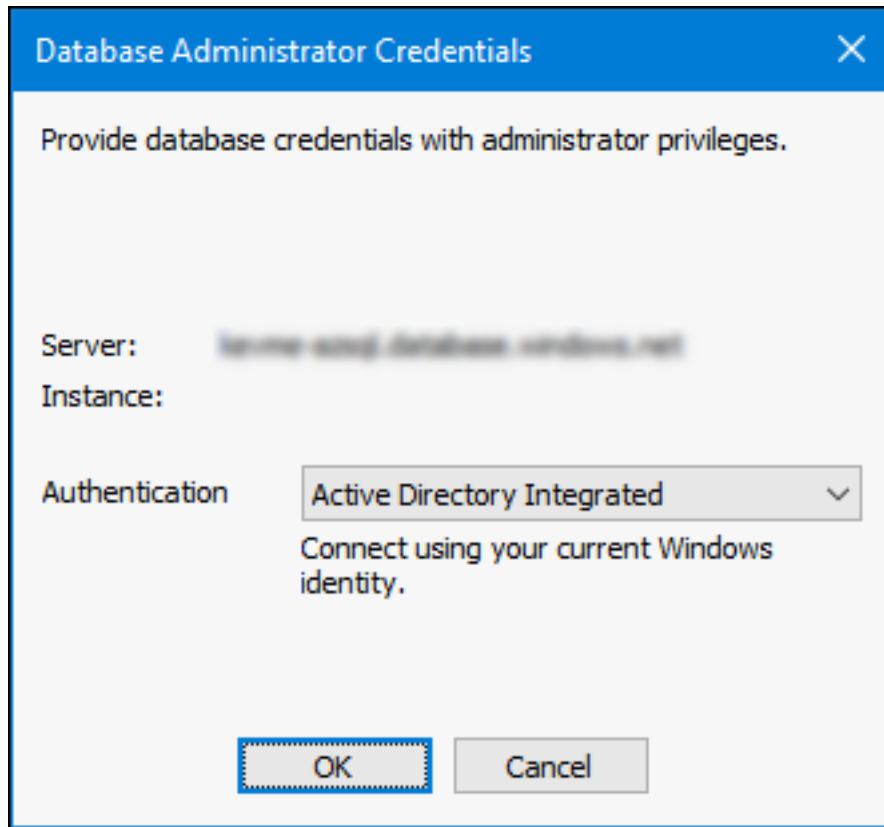 Database Administrator Credentials
Provide database credentials with administrator privileges.
Server:
Instance:
Authentication Active Directory Integrated
Connect using your current Windows
identity.
OK Cancel